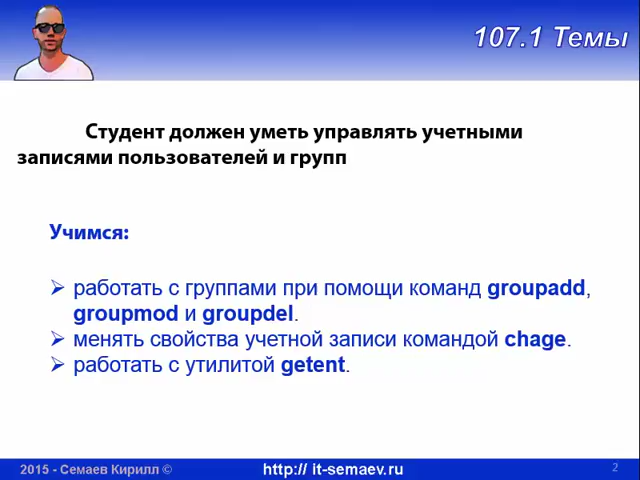 107.1 Темы
Студент должен уметь управлять учетными
записями пользователей и групп
Учимся:
работать с группами при помощи команд groupadd,
groupmod и groupdel.
менять свойства учетной записи командой chage.
работать с утилитой getent.
2015 - Семаев Кирилл ©
http:// it-semaev.ru
2